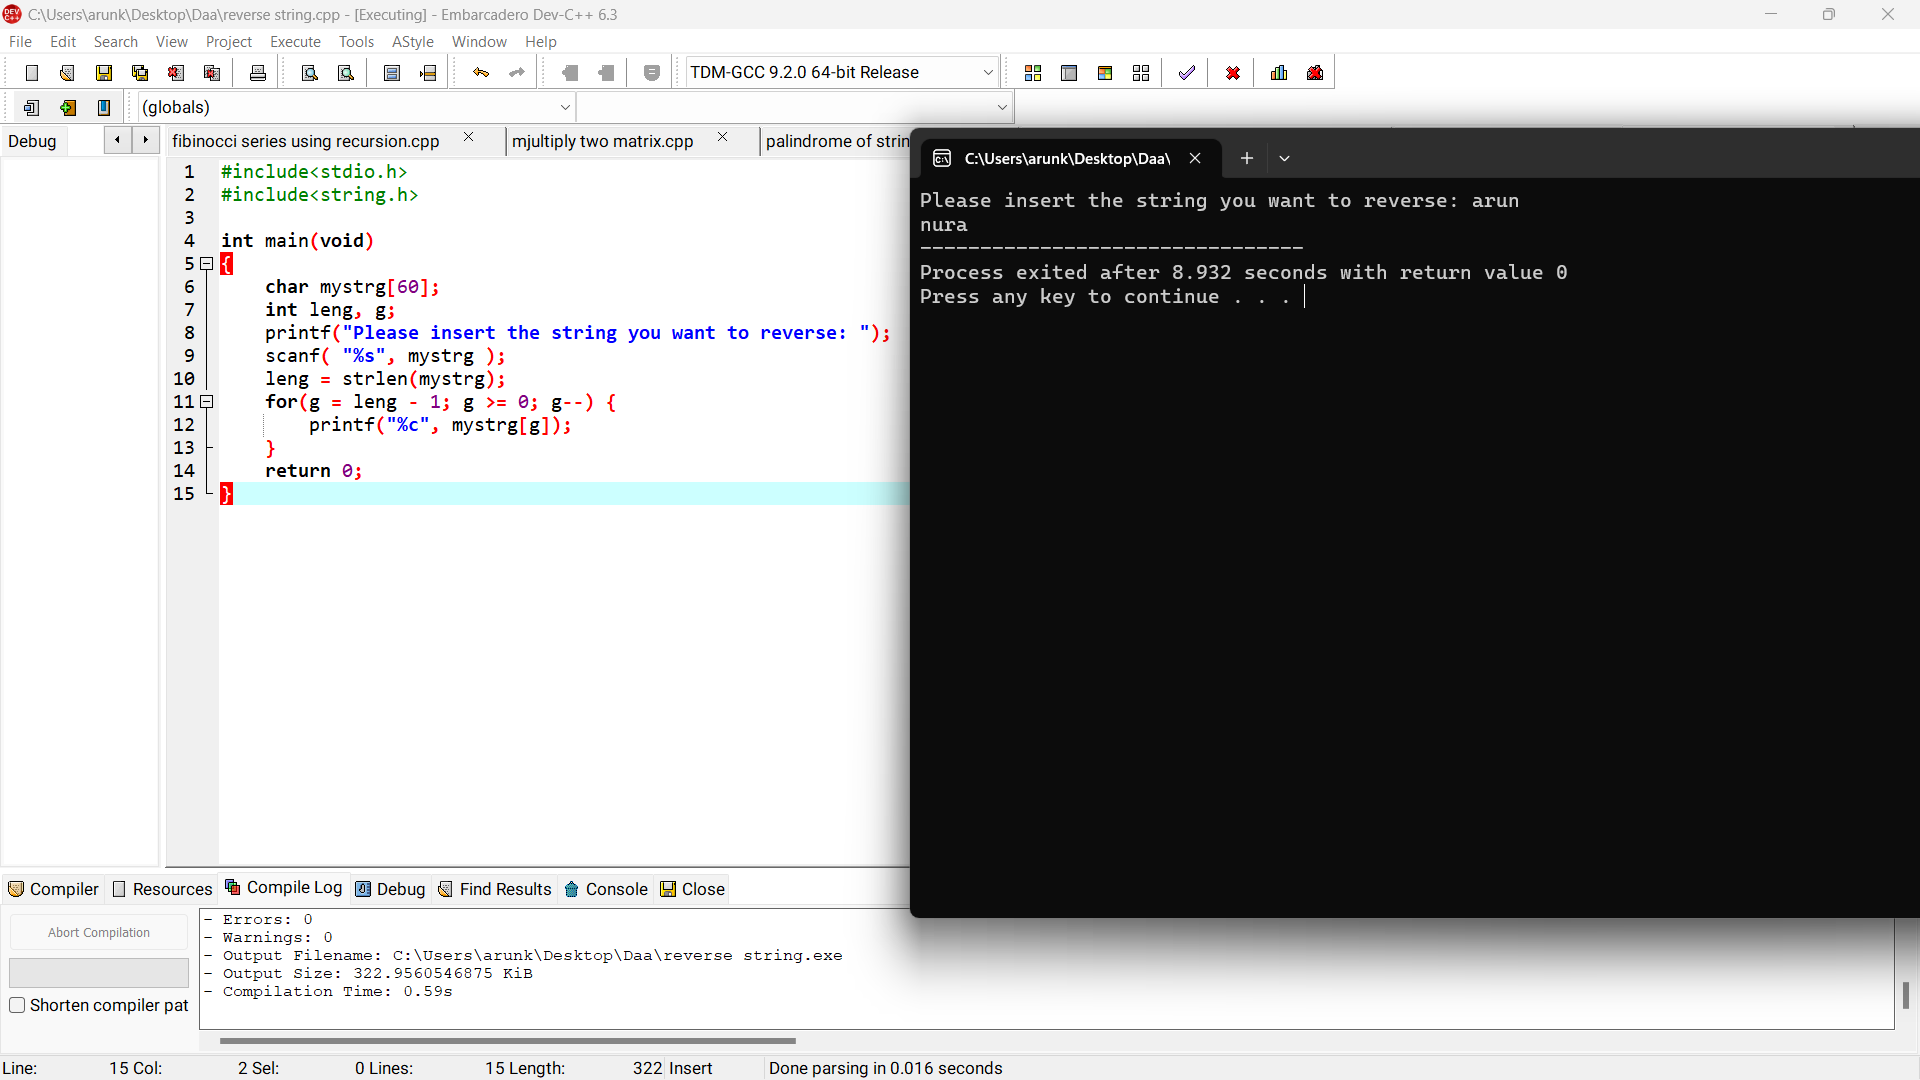 C:\Users\arunk\Desktop\Daa\reverse string.cpp - [Executing] - Embarcadero Dev-C++ 6.3
File Edit Search View Project Execute Tools AStyle Window Help
TDM-GCC 9.2.0 64-bit Release
(globals)
Debug
fibinocci series using recursion.cpp
mjultiply two matrix.cpp
palindrome of strin
1 #include<stdio.h>
2 #include<string.h>
3
4 int main(void)
5 {
6 char mystrg[60];
7 int leng, g;
8 printf("Please insert the string you want to reverse: ");
9 scanf( "%s", mystrg );
10 leng = strlen(mystrg);
11 for(g = leng - 1; g >= 0; g--) {
12 printf("%c", mystrg[g]);
13 }
14 return 0;
15 }
C:\Users\arunk\Desktop\Daa\
Please insert the string you want to reverse: arun
nura
--------------------------------
Process exited after 8.932 seconds with return value 0
Press any key to continue . . .
Compiler Resources Compile Log Debug Find Results Console Close
Abort Compilation
Shorten compiler pat
- Errors: 0
- Warnings: 0
- Output Filename: C:\Users\arunk\Desktop\Daa\reverse string.exe
- Output Size: 322.9560546875 KiB
- Compilation Time: 0.59s
Line: 15 Col: 2 Sel: 0 Lines: 15 Length: 322 Insert Done parsing in 0.016 seconds